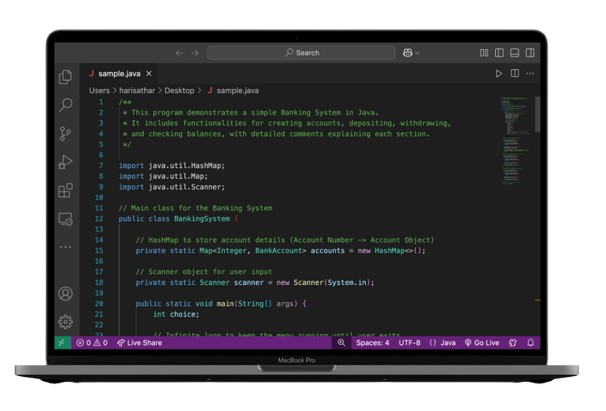 Search
J sample.java ×
Users > harisathar > Desktop > J sample.java
1 /**
2 * This program demonstrates a simple Banking System in Java.
3 * It includes functionalities for creating accounts, depositing, withdrawing,
4 * and checking balances, with detailed comments explaining each section.
5 */
6
7 import java.util.HashMap;
8 import java.util.Map;
9 import java.util.Scanner;
10
11 // Main class for the Banking System
12 public class BankingSystem {
13
14 // HashMap to store account details (Account Number -> Account Object)
15 private static Map<Integer, BankAccount> accounts = new HashMap<>();
16
17 // Scanner object for user input
18 private static Scanner scanner = new Scanner(System.in);
19
20 public static void main(String[] args) {
21 int choice;
22
23 // Infinite loop to keep the menu running until user exits
0 0 Live Share Spaces: 4 UTF-8 {} Java Go Live
MacBook Pro